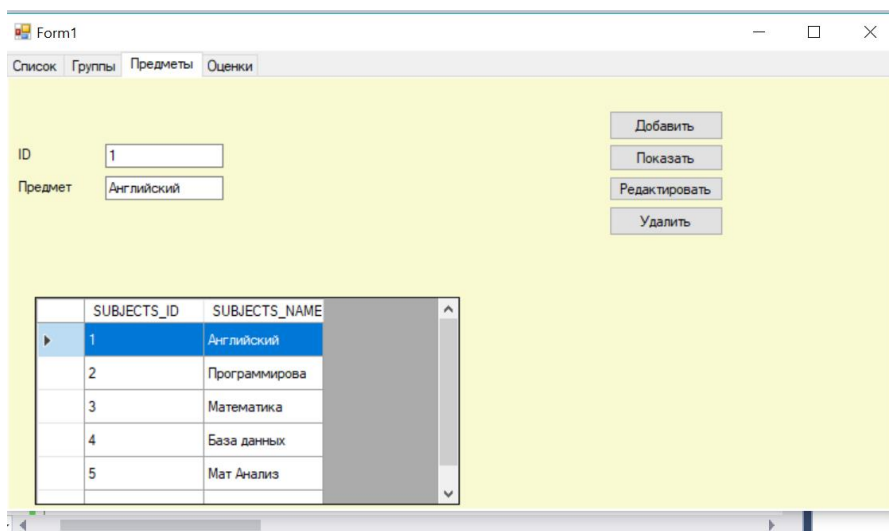 Form1
Список Группы Предметы Оценки
Добавить
ID 1
Показать
Предмет Английский
Редактировать
Удалить
SUBJECTS_ID SUBJECTS_NAME
1 Английский
2 Программирова
3 Математика
4 База данных
5 Мат Анализ